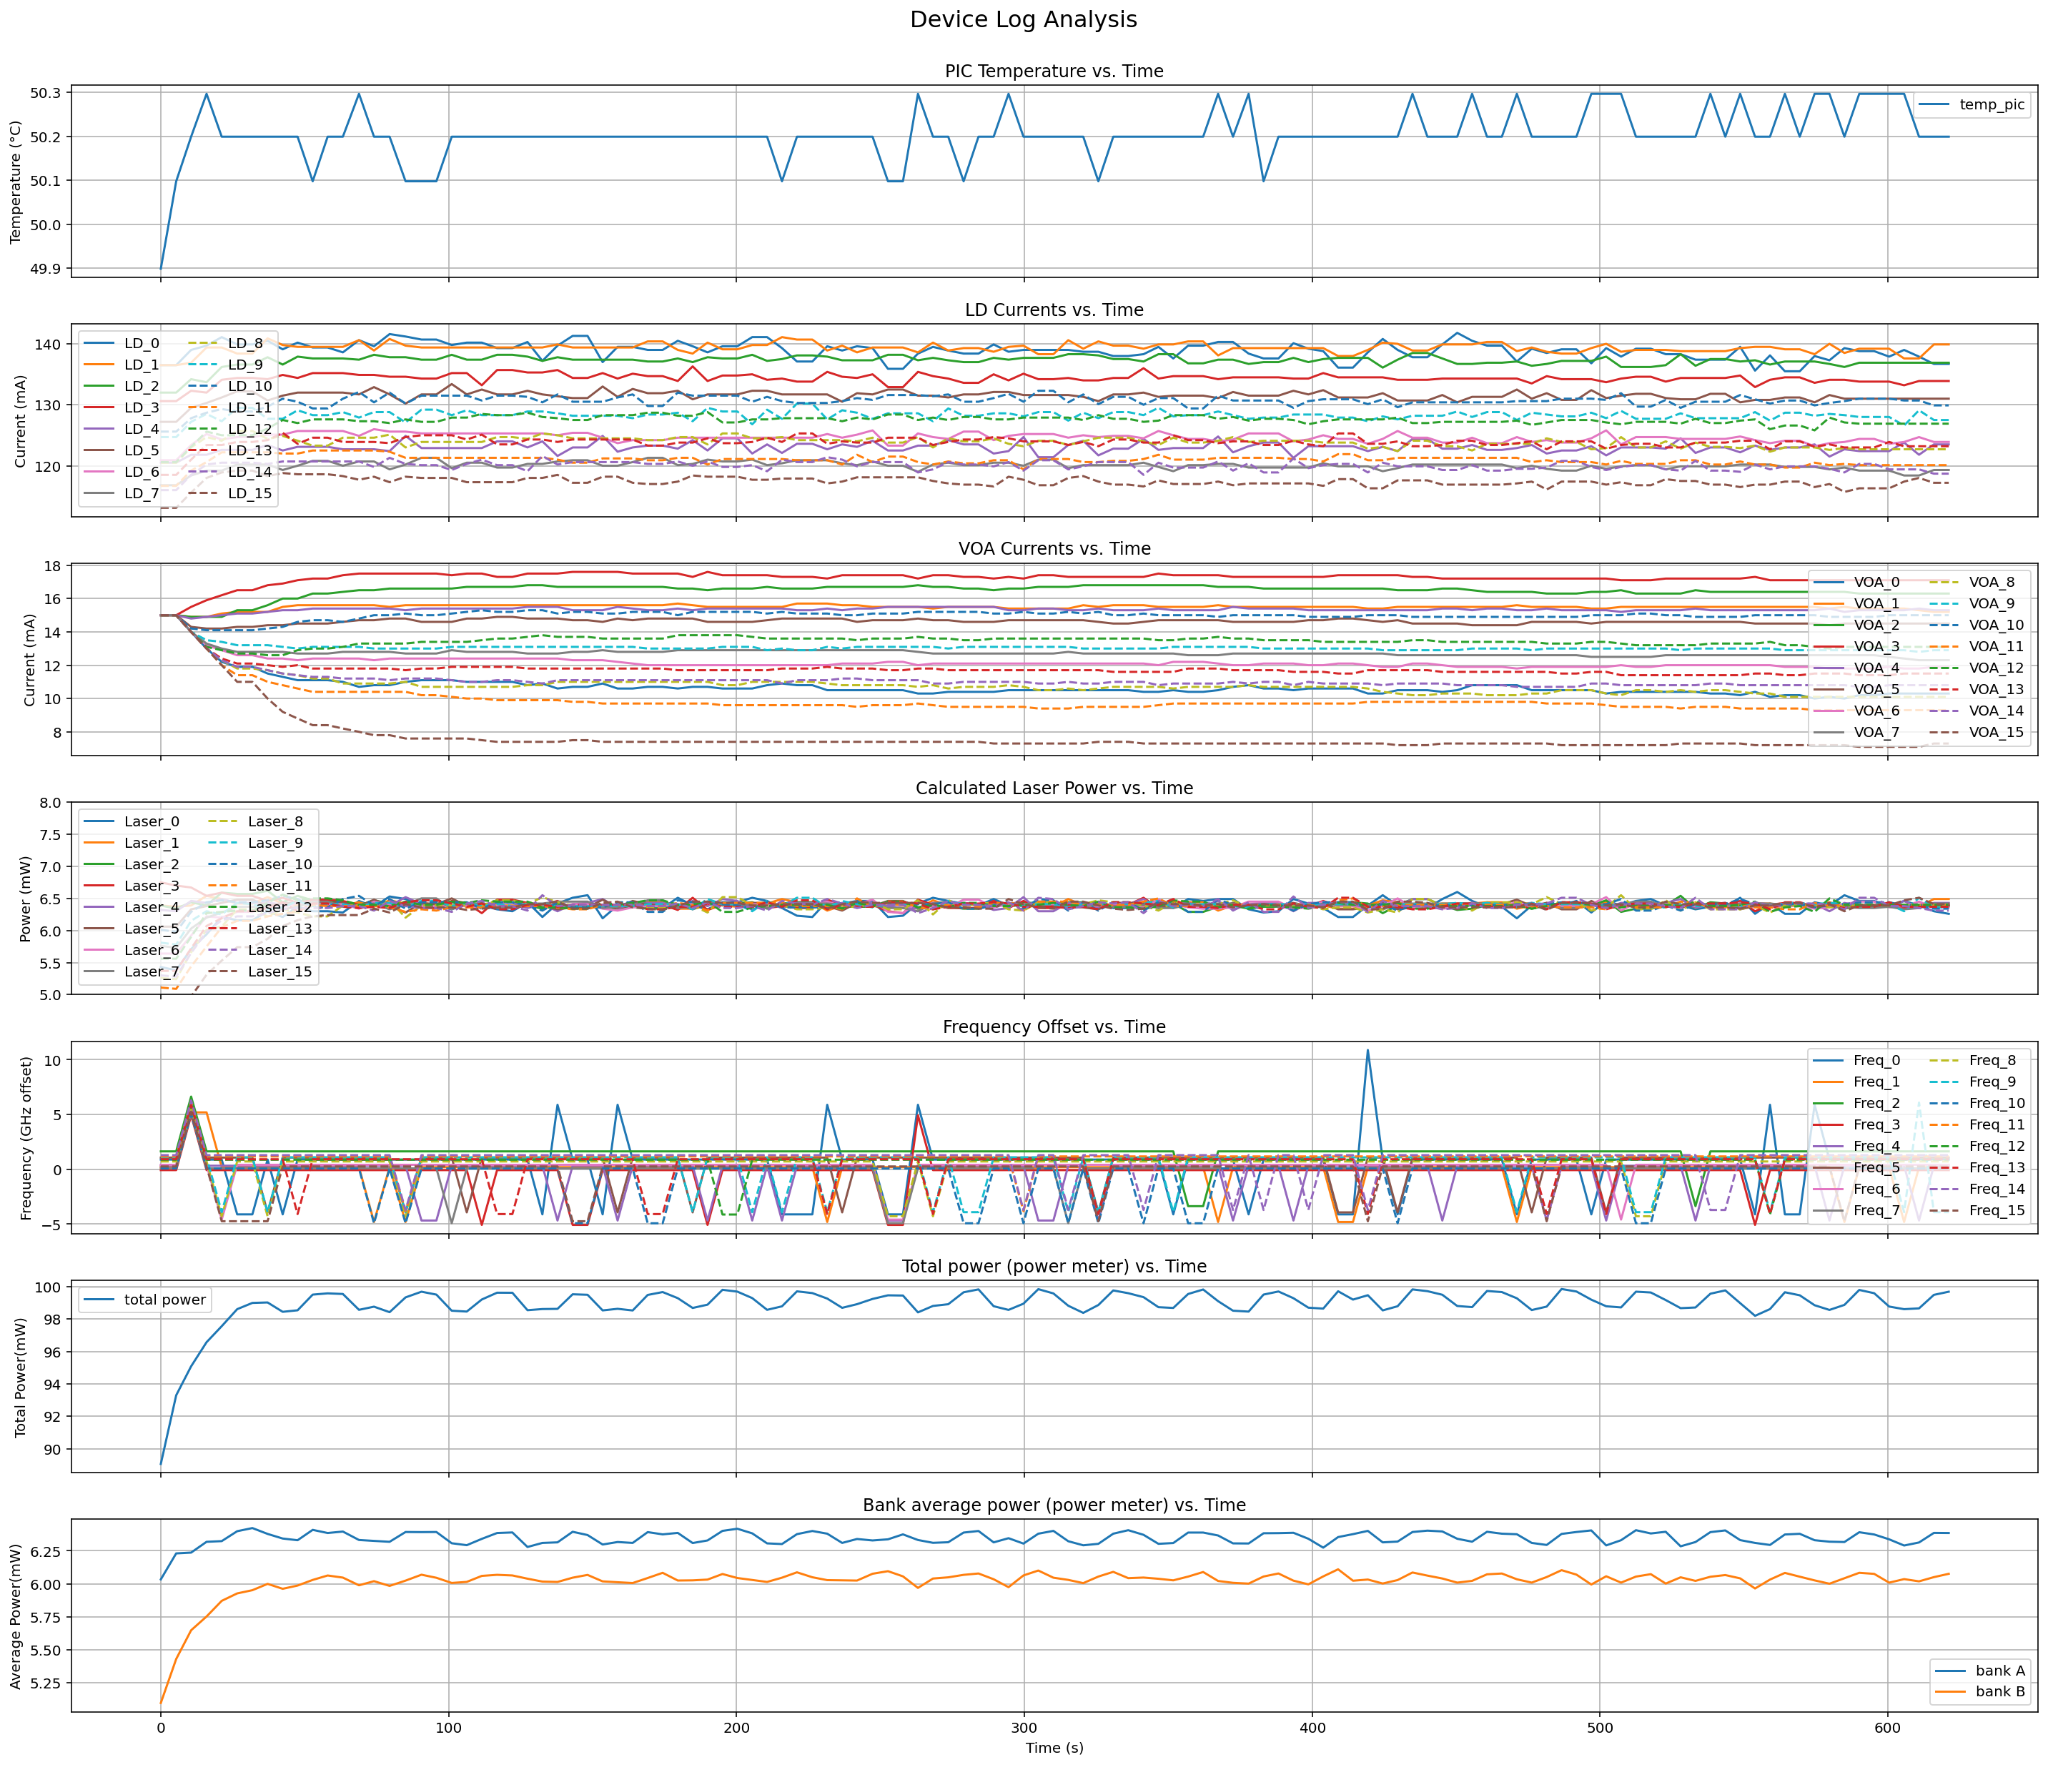 Device Log Analysis
PIC Temperature vs. Time
Temperature (°C)
50.3
50.2
50.1
50.0
49.9
temp_pic
LD Currents vs. Time
Current (mA)
140
130
120
LD_0 LD_8
LD_1 LD_9
LD_2 LD_10
LD_3 LD_11
LD_4 LD_12
LD_5 LD_13
LD_6 LD_14
LD_7 LD_15
VOA Currents vs. Time
Current (mA)
18
16
14
12
10
8
VOA_0 VOA_8
VOA_1 VOA_9
VOA_2 VOA_10
VOA_3 VOA_11
VOA_4 VOA_12
VOA_5 VOA_13
VOA_6 VOA_14
VOA_7 VOA_15
Calculated Laser Power vs. Time
Power (mW)
8.0
7.5
7.0
6.5
6.0
5.5
5.0
Laser_0 Laser_8
Laser_1 Laser_9
Laser_2 Laser_10
Laser_3 Laser_11
Laser_4 Laser_12
Laser_5 Laser_13
Laser_6 Laser_14
Laser_7 Laser_15
Frequency Offset vs. Time
Frequency (GHz offset)
10
5
0
−5
Freq_0 Freq_8
Freq_1 Freq_9
Freq_2 Freq_10
Freq_3 Freq_11
Freq_4 Freq_12
Freq_5 Freq_13
Freq_6 Freq_14
Freq_7 Freq_15
Total power (power meter) vs. Time
Total Power(mW)
100
98
96
94
92
90
total power
Bank average power (power meter) vs. Time
Average Power(mW)
6.25
6.00
5.75
5.50
5.25
bank A
bank B
0 100 200 300 400 500 600
Time (s)